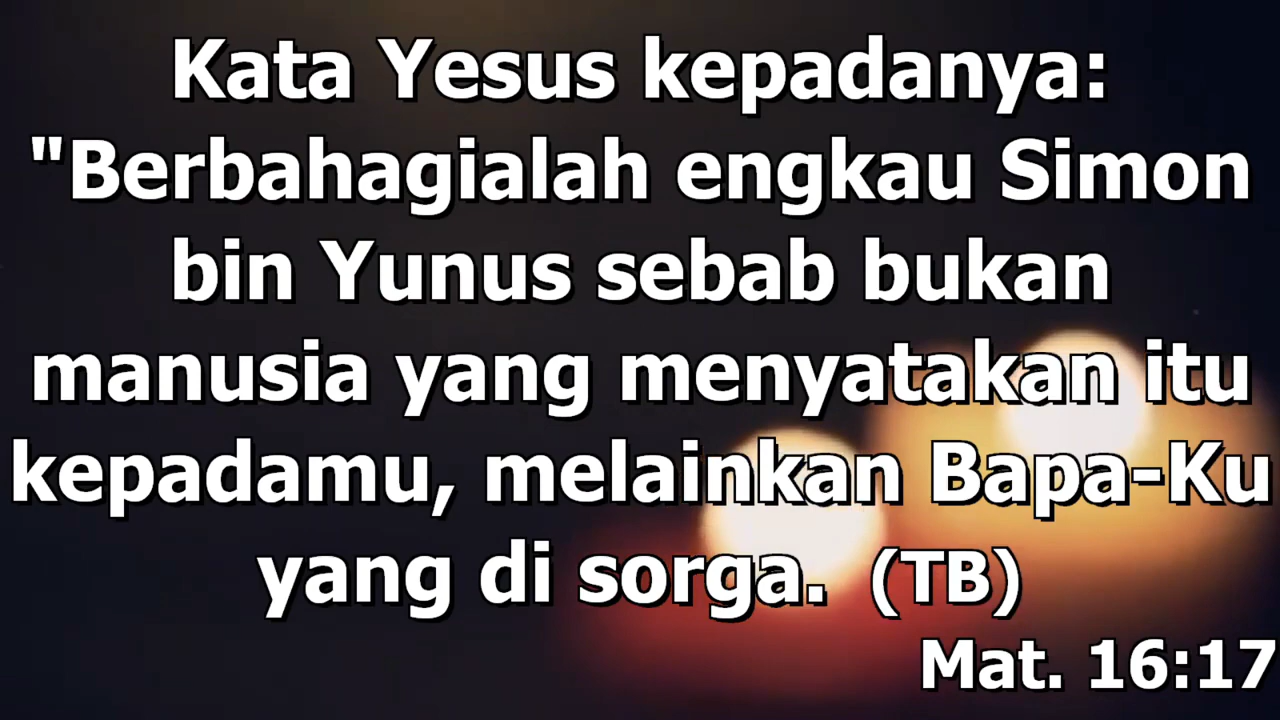 Kata Yesus kepadanya:
"Berbahagialah engkau Simon
bin Yunus sebab bukan
manusia yang menyatakan itu
kepadamu, melainkan Bapa-Ku
yang di sorga. (TB)
Mat. 16:17